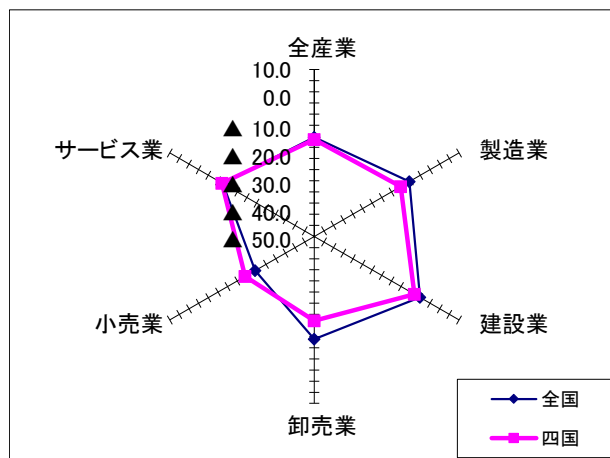 全産業
10.0
0.0
▲ 10.0
▲ 20.0
▲ 30.0
▲ 40.0
▲ 50.0
サービス業
製造業
小売業
建設業
卸売業
全国
四国